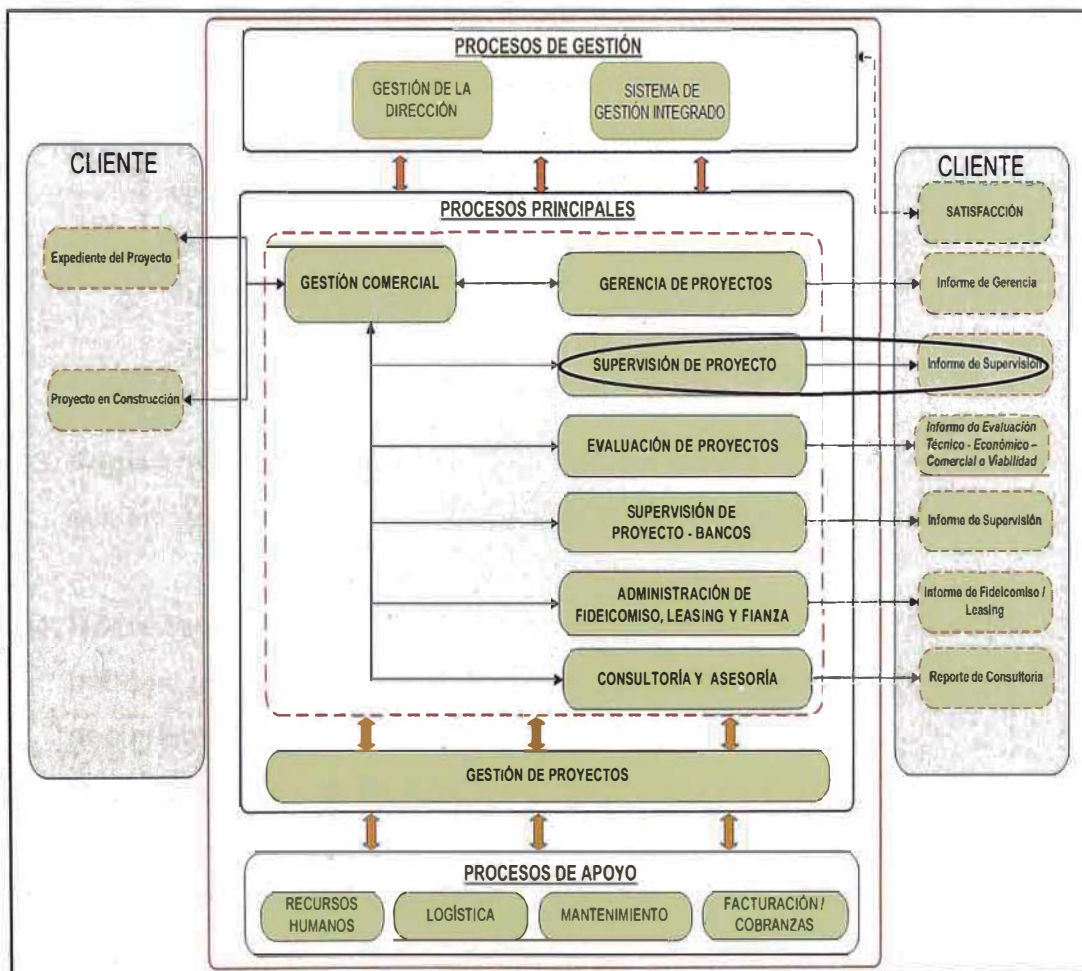 PROCESOS DE GESTIÓN
GESTIÓN DE LA
DIRECCIÓN
SISTEMA DE
GESTIÓN INTEGRADO
CLIENTE
Expediente del Proyecto
Proyecto en Construcción
PROCESOS PRINCIPALES
GESTIÓN COMERCIAL
GERENCIA DE PROYECTOS
SUPERVISIÓN DE PROYECTO
EVALUACIÓN DE PROYECTOS
SUPERVISIÓN DE
PROYECTO - BANCOS
ADMINISTRACIÓN DE
FIDEICOMISO, LEASING Y FIANZA
CONSULTORÍA Y ASESORÍA
GESTIÓN DE PROYECTOS
CLIENTE
SATISFACCIÓN
Informe de Gerencia
Informe de Supervisión
Informe de Evaluación
Técnico - Económico –
Comercial o Viabilidad
Informe de Supervisión
Informe de Fideicomiso /
Leasing
Reporte de Consultoria
PROCESOS DE APOYO
RECURSOS
HUMANOS
LOGÍSTICA
MANTENIMIENTO
FACTURACIÓN /
COBRANZAS